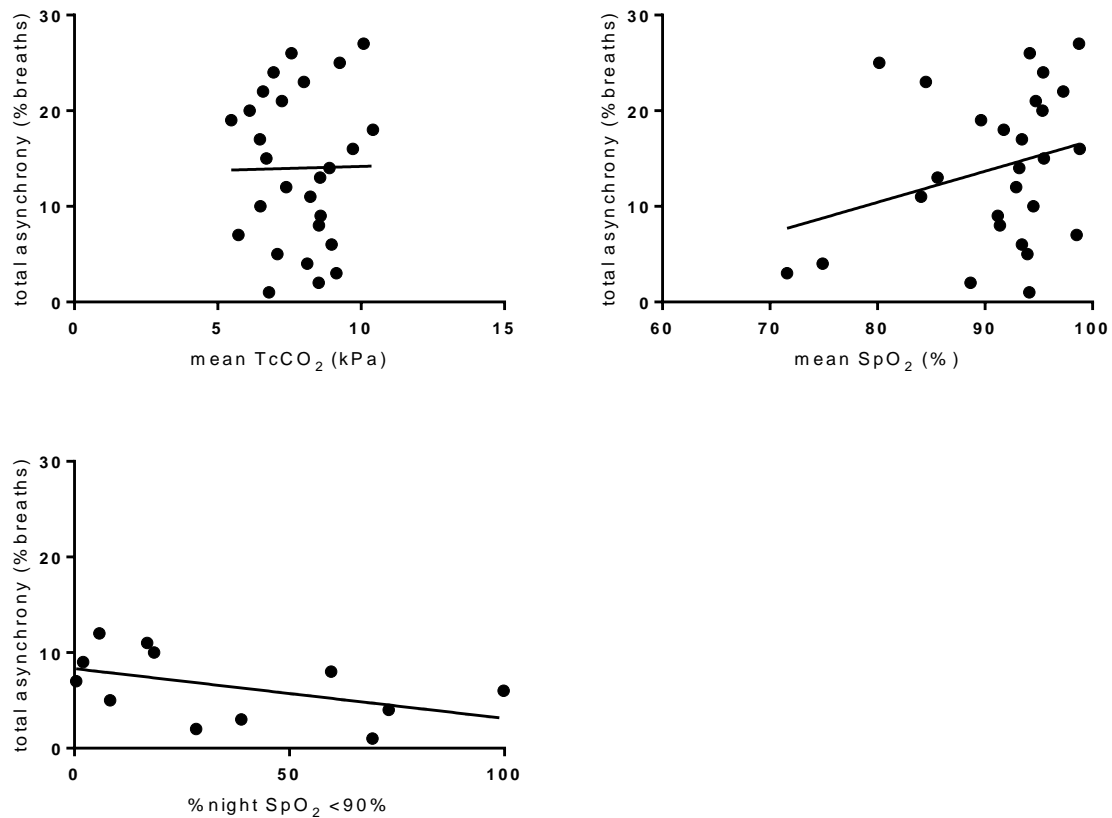 30
20
10
0
total asynchrony (% breaths)
0 5 10 15
mean TcCO₂ (kPa)
30
20
10
0
total asynchrony (% breaths)
60 70 80 90 100
mean SpO₂ (%)
30
20
10
0
total asynchrony (% breaths)
0 50 100
%night SpO₂ <90%